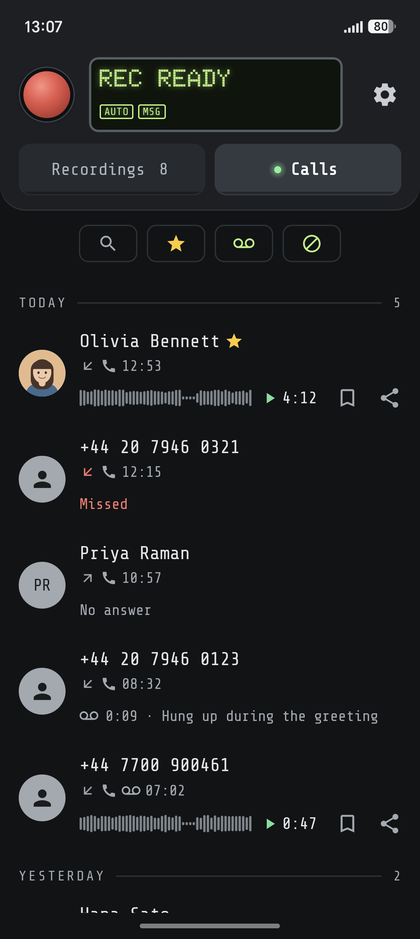 13:07
80
REC READY
AUTO MSG
Recordings 8
Calls
TODAY 5
Olivia Bennett
12:53
4:12
+44 20 7946 0321
12:15
Missed
PR
Priya Raman
10:57
No answer
+44 20 7946 0123
08:32
0:09 · Hung up during the greeting
+44 7700 900461
07:02
0:47
YESTERDAY 2